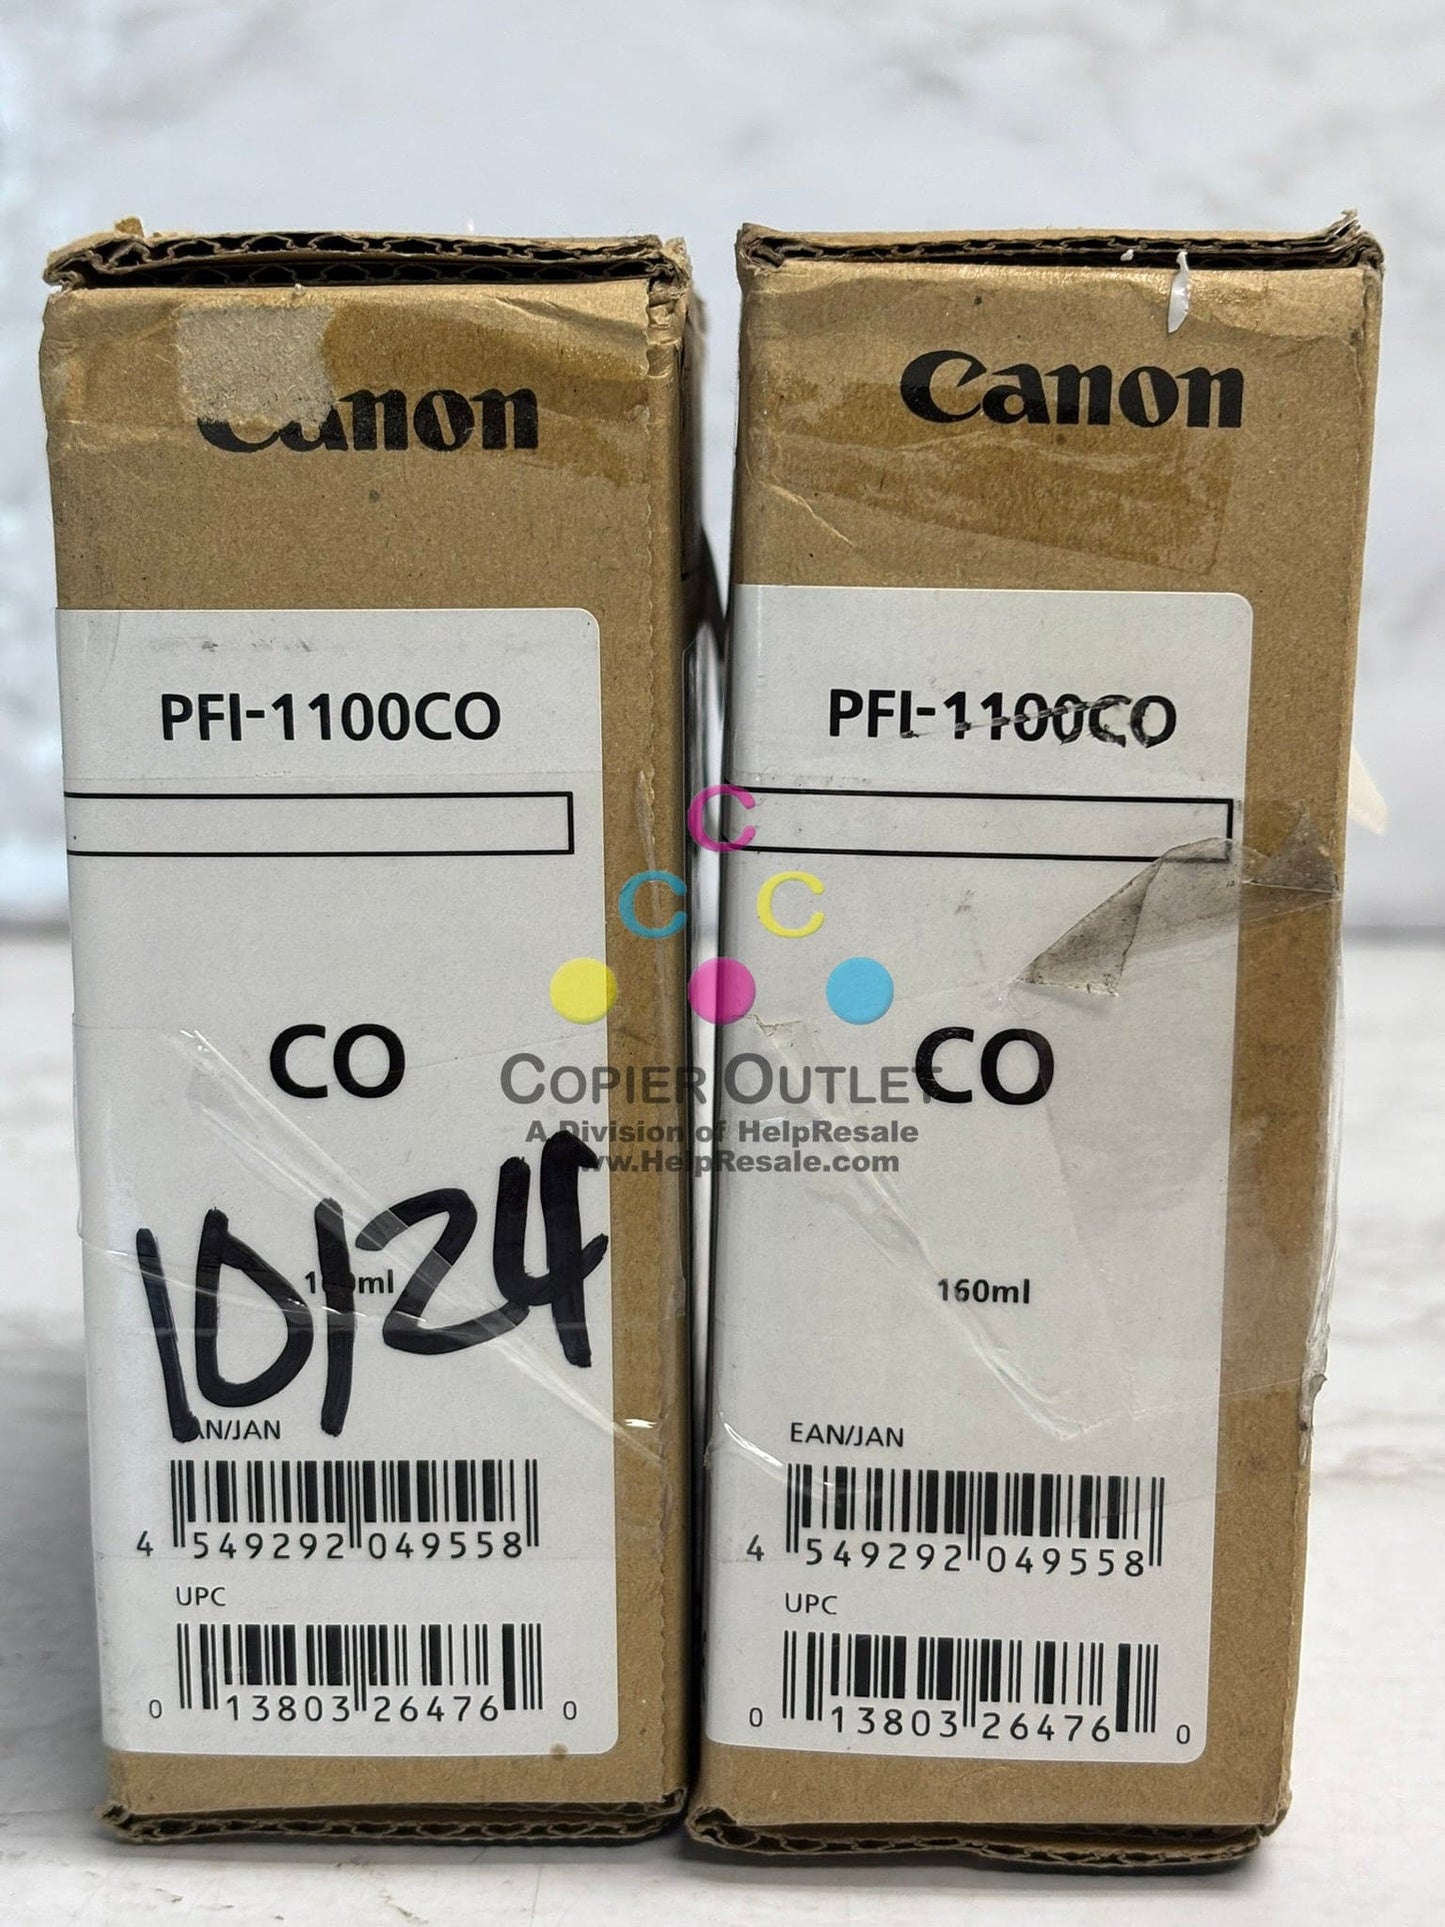 Canon
PFI-1100CO
CO
10/24
160ml
EAN/JAN
4 549292 049558
UPC
0 13803 26476 0
Canon
PFI-1100CO
CO
160ml
EAN/JAN
4 549292 049558
UPC
0 13803 26476 0
C
C C
COPIER OUTLET
A Division of HelpResale
www.HelpResale.com